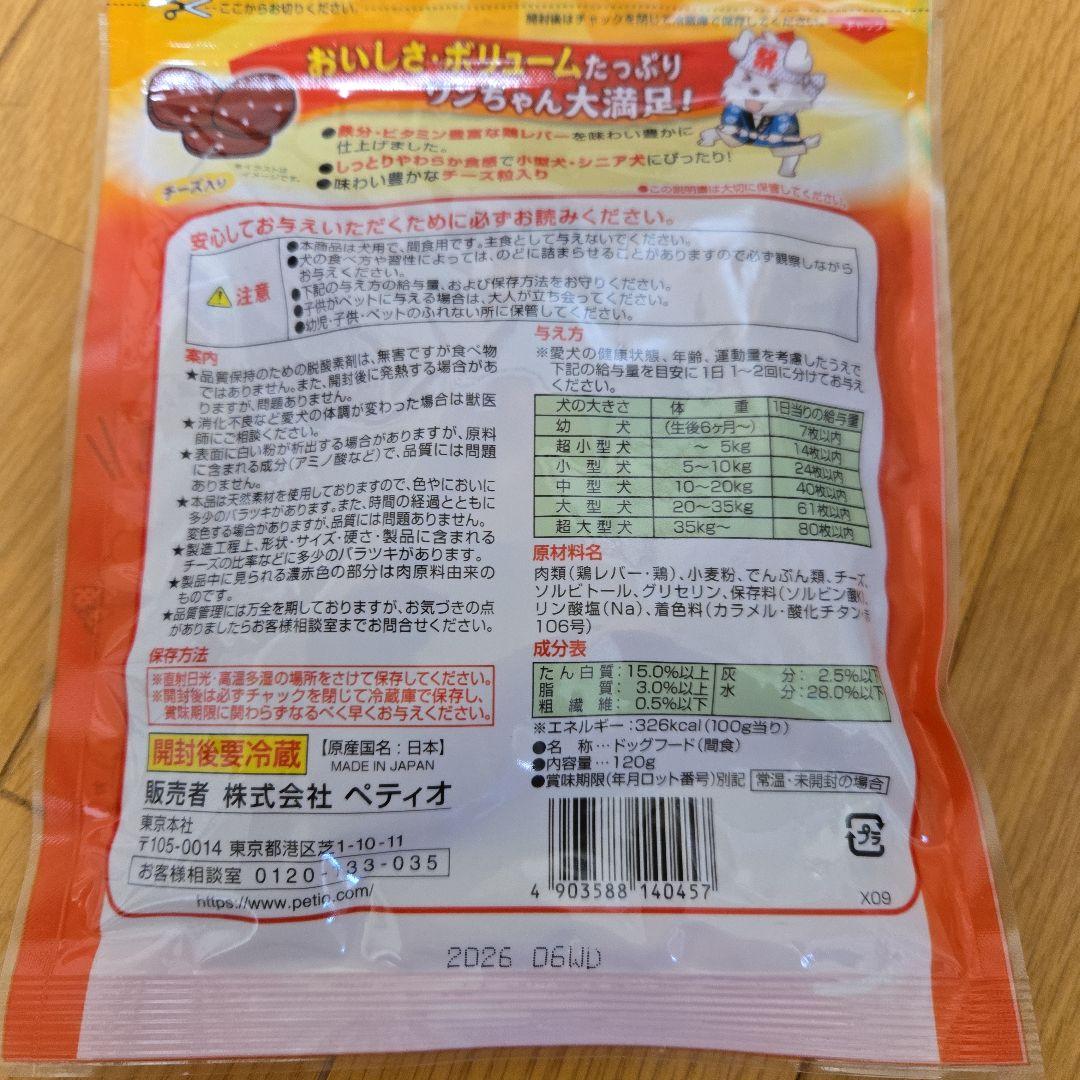 ここからお切りください。
開封後はチャックを閉じて冷蔵庫で保存してください。
チャック
おいしさ・ボリュームたっぷり
ワンちゃん大満足!
祭
●鉄分・ビタミン豊富な鶏レバーを味わい豊かに
仕上げました。
●しっとりやわらか食感で小型犬・シニア犬にぴったり!
●味わい豊かなチーズ粒入り
※イラストは
イメージです。
チーズ入り
●この説明書は大切に保管してください。
安心してお与えいただくために必ずお読みください。
注意
●本商品は犬用で、間食用です。主食として与えないでください。
●犬の食べ方や習性によっては、のどに詰まらせることがありますので必ず観察しながら
お与えください。
●下記の与え方の給与量、および保存方法をお守りください。
●子供がペットに与える場合は、大人が立ち会ってください。
●幼児・子供・ペットのふれない所に保管してください。
案内
★品質保持のための脱酸素剤は、無害ですが食べ物
ではありません。また、開封後に発熱する場合があ
りますが、問題ありません。
★消化不良など愛犬の体調が変わった場合は獣医
師にご相談ください。
★表面に白い粉が析出する場合がありますが、原料
に含まれる成分(アミノ酸など)で、品質には問題
ありません。
★本品は天然素材を使用しておりますので、色やにおいに
多少のバラツキがあります。また、時間の経過とともに
変色する場合がありますが、品質には問題ありません。
★製造工程上、形状・サイズ・硬さ・製品に含まれる
チーズの比率などに多少のバラツキがあります。
★製品中に見られる濃赤色の部分は肉原料由来の
ものです。
★品質管理には万全を期しておりますが、お気づきの点
がありましたらお客様相談室までお問合せください。
保存方法
※直射日光・高温多湿の場所をさけて保存してください。
※開封後は必ずチャックを閉じて冷蔵庫で保存し、
賞味期限に関わらずなるべく早くお与えください。
開封後要冷蔵 【原産国名:日本】
MADE IN JAPAN
販売者 株式会社 ペティオ
東京本社
〒105-0014 東京都港区芝1-10-11
お客様相談室 0120-133-035
https://www.petio.com/
与え方
※愛犬の健康状態、年齢、運動量を考慮したうえで
下記の給与量を目安に1日1~2回に分けてお与え
ください。
犬の大きさ 体重 1日当りの給与量
幼犬 (生後6ヶ月~) 7枚以内
超小型犬 ~5kg 14枚以内
小型犬 5~10kg 24枚以内
中型犬 10~20kg 40枚以内
大型犬 20~35kg 61枚以内
超大型犬 35kg~ 80枚以内
原材料名
肉類(鶏レバー・鶏)、小麦粉、でんぷん類、チーズ、
ソルビトール、グリセリン、保存料(ソルビン酸K)、
リン酸塩(Na)、着色料(カラメル・酸化チタン・
106号)
成分表
たん白質:15.0%以上 灰分:2.5%以下
脂質:3.0%以上 水分:28.0%以下
粗繊維:0.5%以下
※エネルギー:326kcal(100g当り)
●名 称…ドッグフード(間食)
●内容量…120g
●賞味期限(年月ロット番号)別記 常温・未開封の場合
4 903588 140457
プラ
X09
2026 06WD